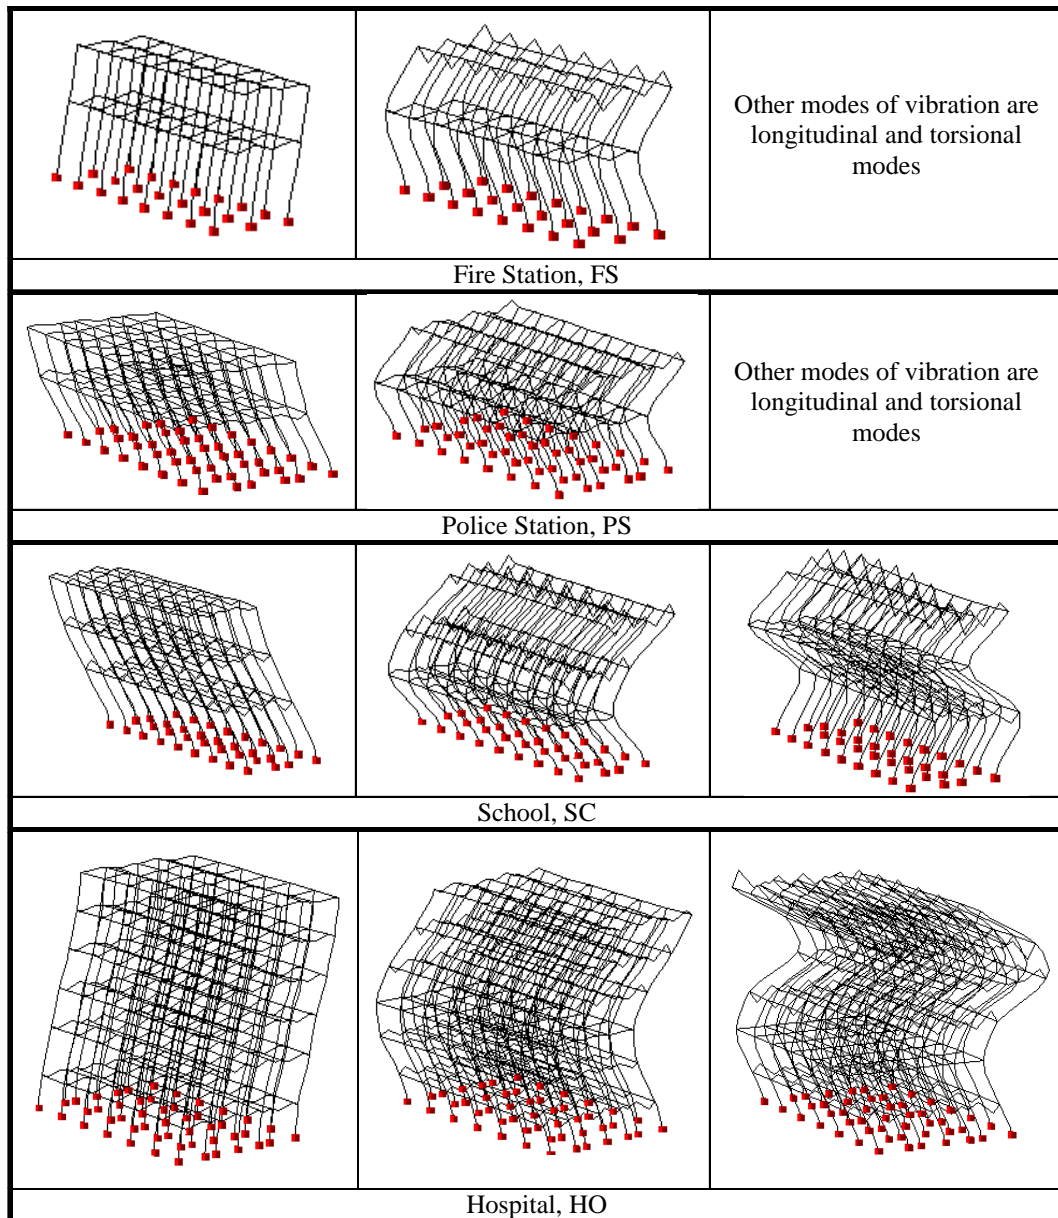 Other modes of vibration are
longitudinal and torsional
modes
Fire Station, FS
Other modes of vibration are
longitudinal and torsional
modes
Police Station, PS
School, SC
Hospital, HO